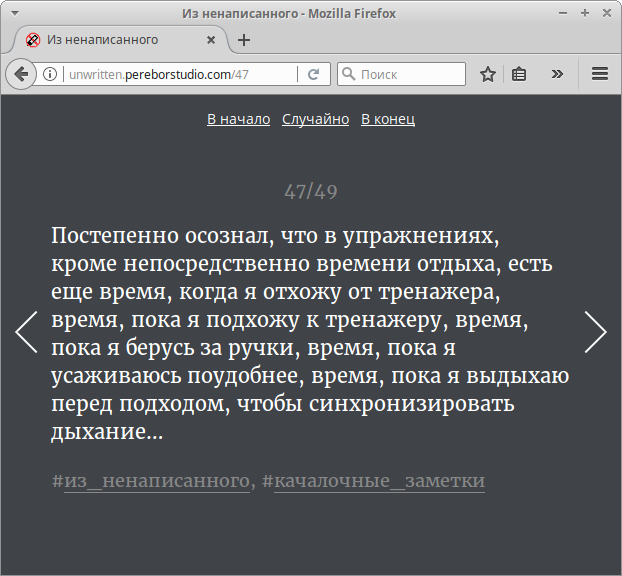 Из ненаписанного - Mozilla Firefox
Из ненаписанного
unwritten.pereborstudio.com/47
Поиск
В начало Случайно В конец
47/49
Постепенно осознал, что в упражнениях,
кроме непосредственно времени отдыха, есть
еще время, когда я отхожу от тренажера,
время, пока я подхожу к тренажеру, время,
пока я берусь за ручки, время, пока я
усаживаюсь поудобнее, время, пока я выдыхаю
перед подходом, чтобы синхронизировать
дыхание...
#из_ненаписанного, #качалочные_заметки